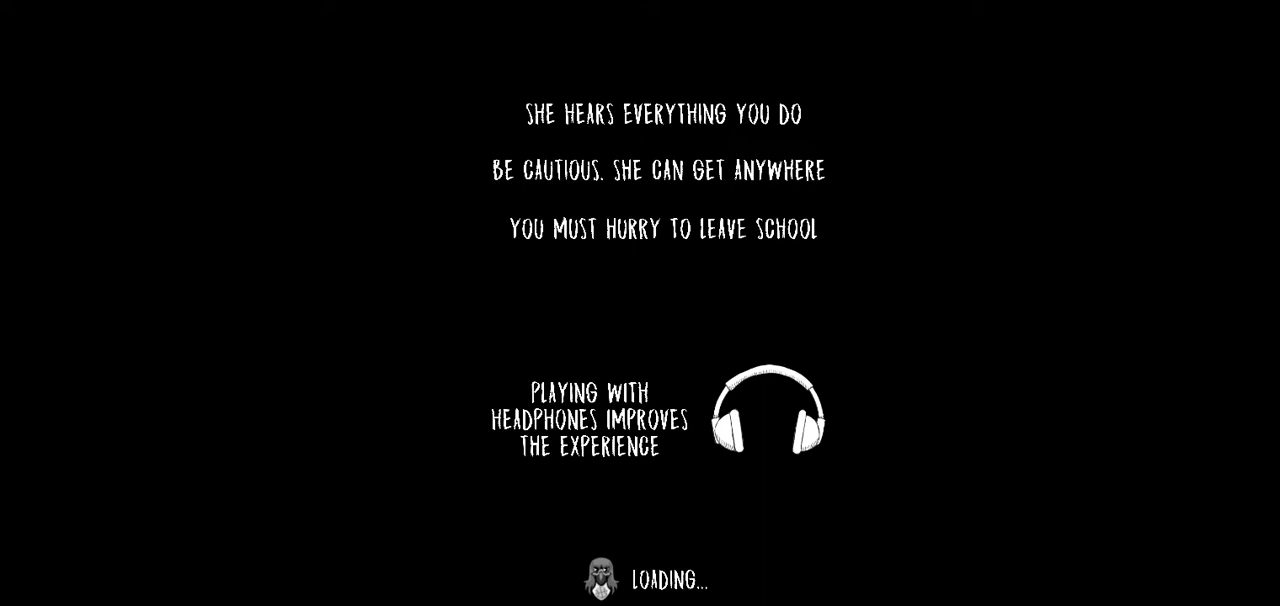 SHE HEARS EVERYTHING YOU DO
BE CAUTIOUS. SHE CAN GET ANYWHERE
YOU MUST HURRY TO LEAVE SCHOOL
PLAYING WITH
HEADPHONES IMPROVES
THE EXPERIENCE
LOADING...